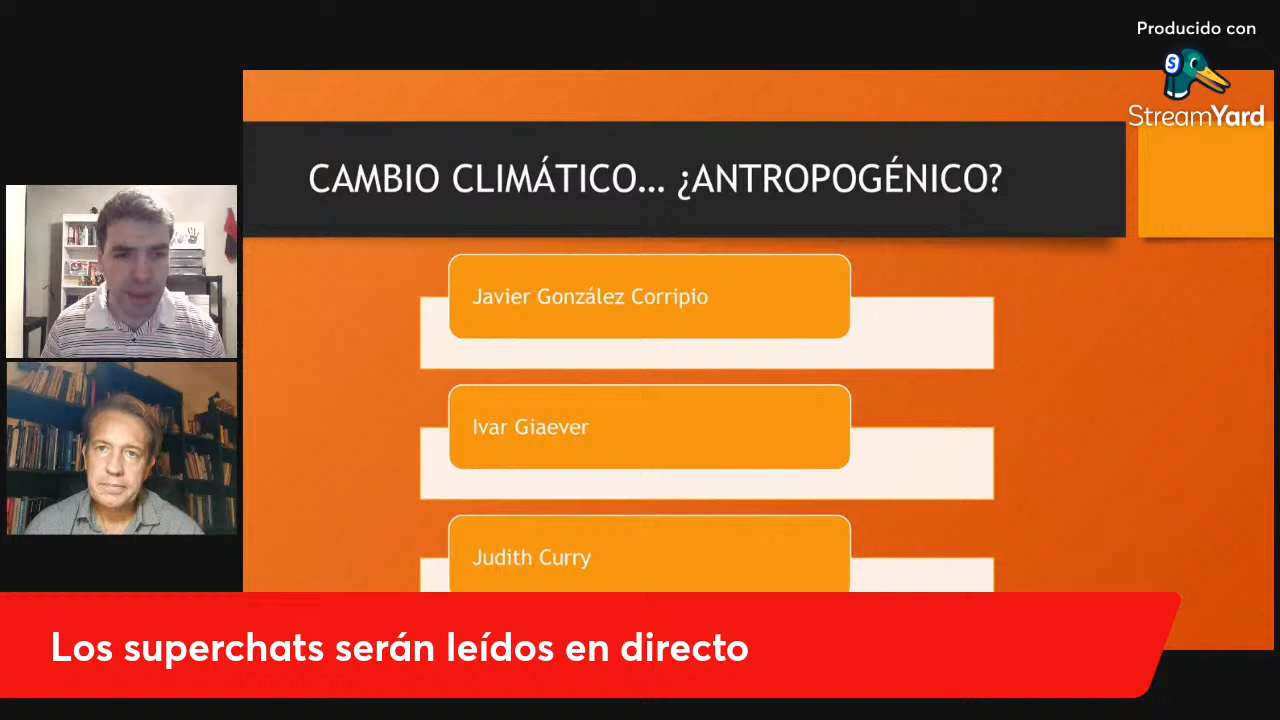 Producido con
StreamYard
CAMBIO CLIMÁTICO... ¿ANTROPOGÉNICO?
Javier González Corripio
Ivar Giaever
Judith Curry
Los superchats serán leídos en directo